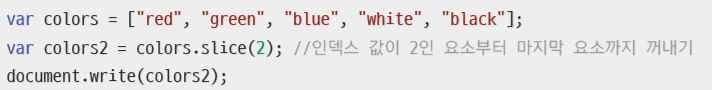 var colors = ["red", "green", "blue", "white", "black"];
var colors2 = colors.slice(2); //인덱스 값이 2인 요소부터 마지막 요소까지 꺼내기
document.write(colors2);